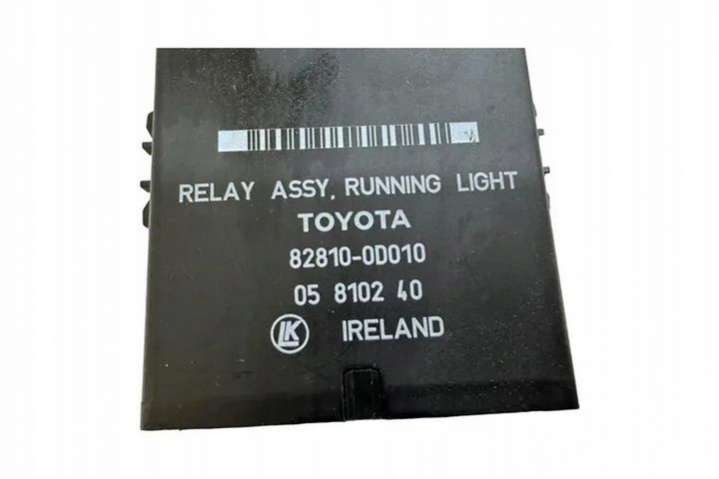 RELAY ASSY, RUNNING LIGHT
TOYOTA
82810-0D010
05 8102 40
LK IRELAND